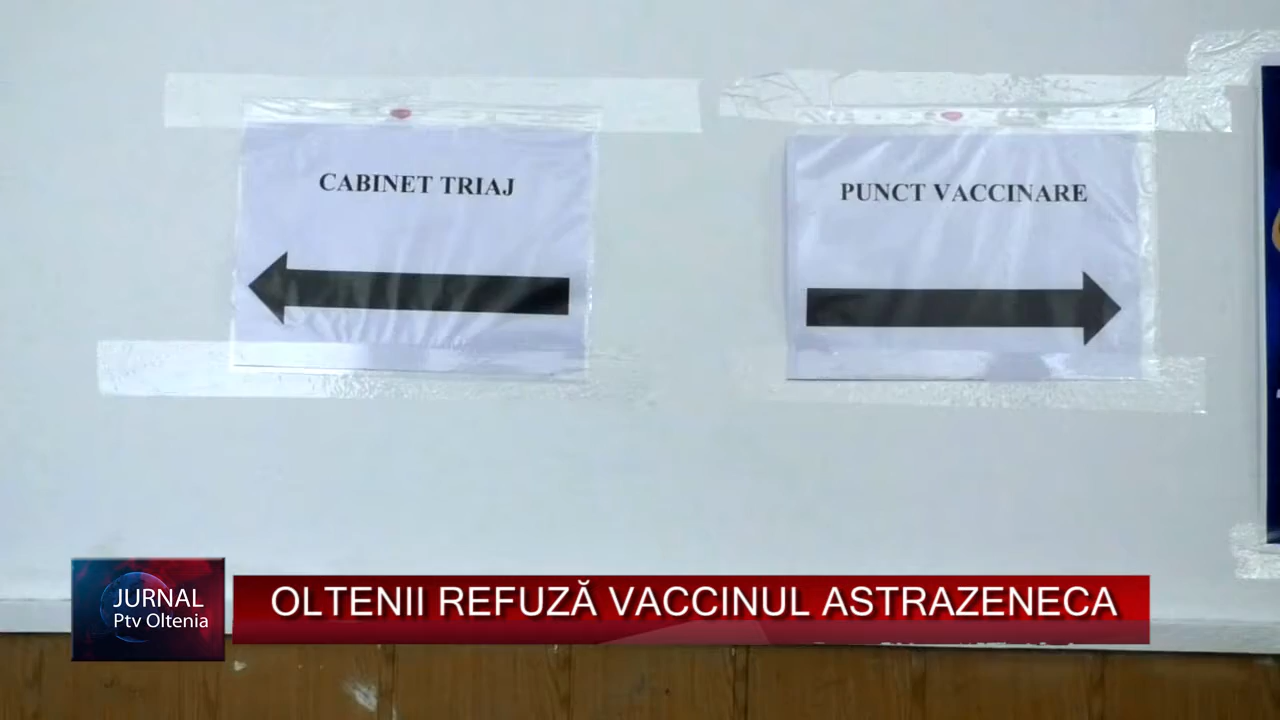 CABINET TRIAJ
PUNCT VACCINARE
JURNAL
Ptv Oltenia
OLTENII REFUZĂ VACCINUL ASTRAZENECA